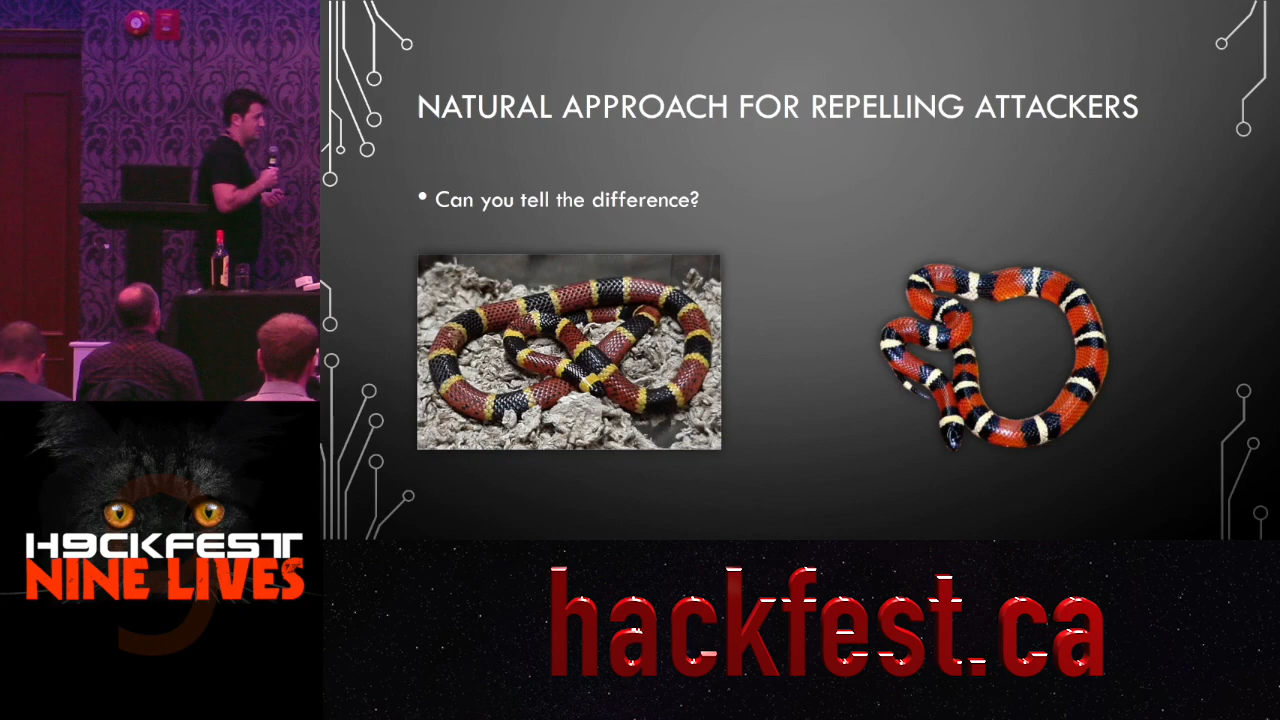 NATURAL APPROACH FOR REPELLING ATTACKERS
• Can you tell the difference?
H9CKFEST
NINE LIVES
hackfest.ca